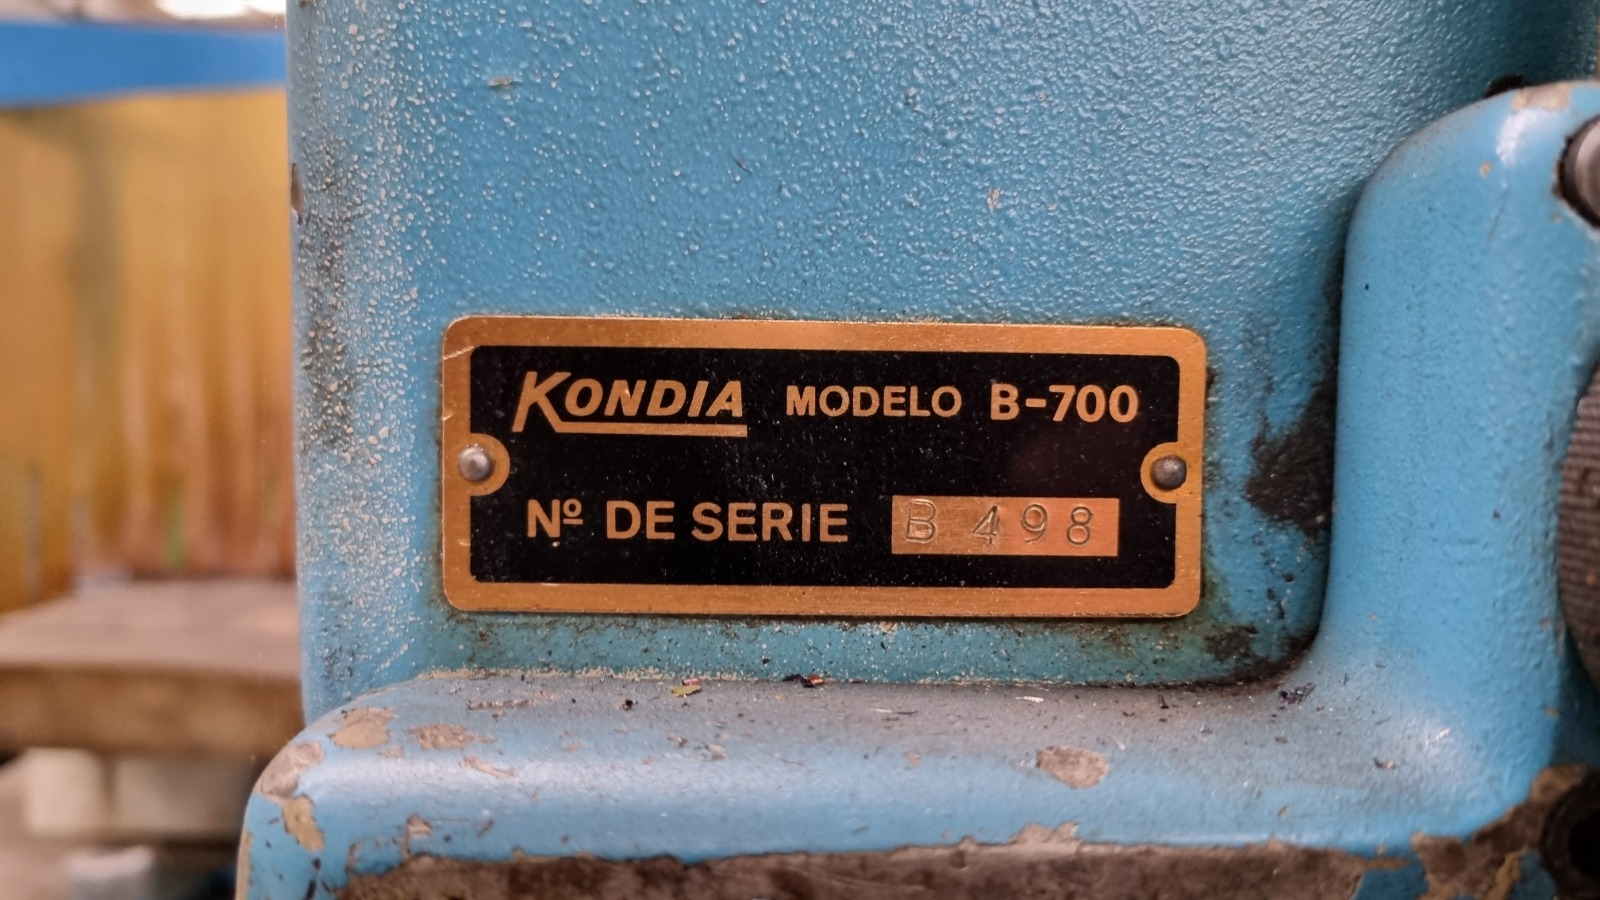 KONDIA MODELO B-700
Nº DE SERIE B 498